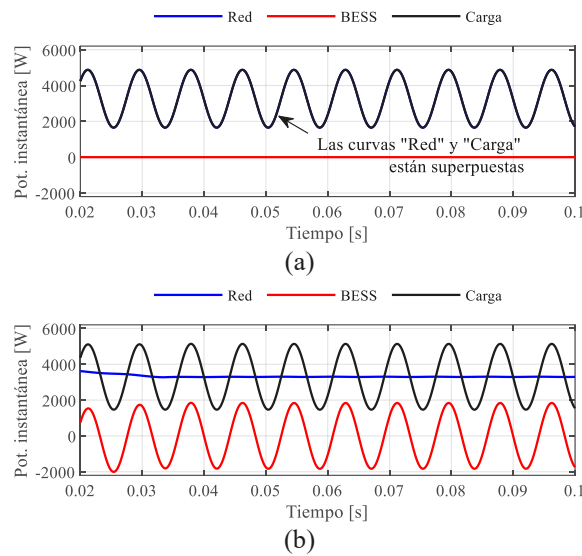 Red BESS Carga
Pot. instantánea [W]
6000
4000
2000
0
-2000
Las curvas "Red" y "Carga"
están superpuestas
0.02 0.03 0.04 0.05 0.06 0.07 0.08 0.09 0.1
Tiempo [s]
(a)
Red BESS Carga
Pot. instantánea [W]
6000
4000
2000
0
-2000
0.02 0.03 0.04 0.05 0.06 0.07 0.08 0.09 0.1
Tiempo [s]
(b)